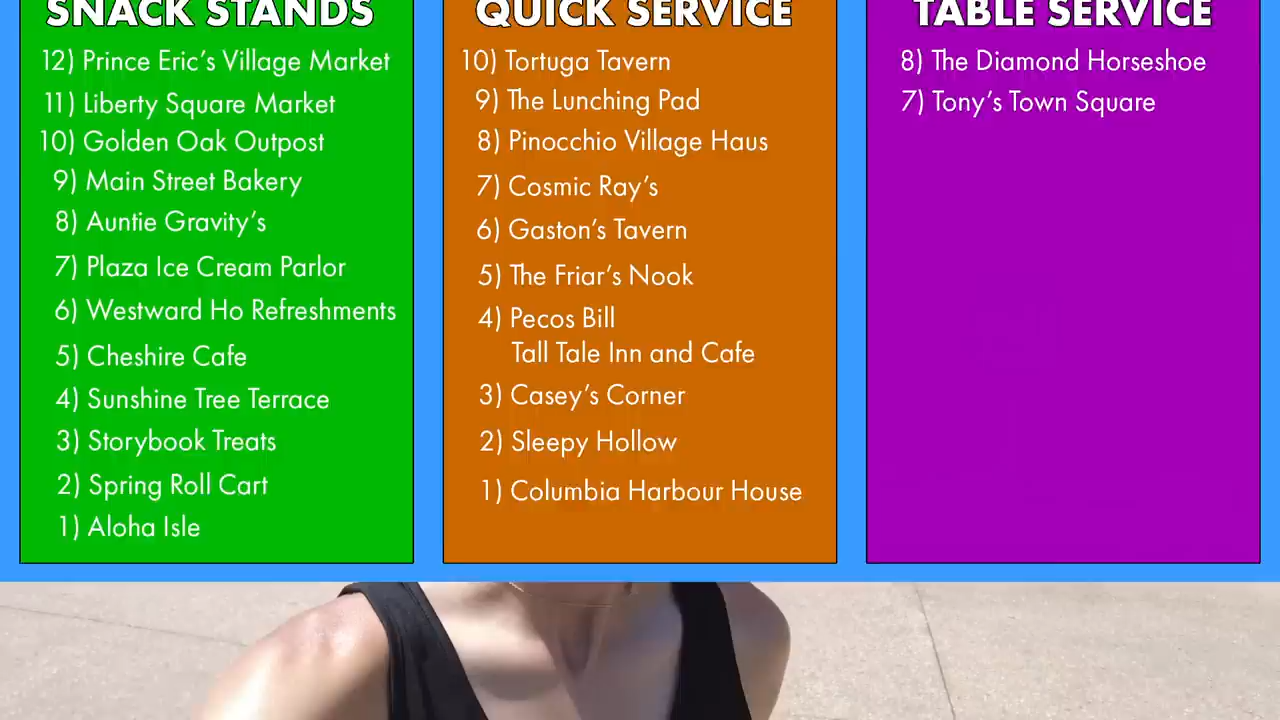 SNACK STANDS
12) Prince Eric's Village Market
11) Liberty Square Market
10) Golden Oak Outpost
9) Main Street Bakery
8) Auntie Gravity's
7) Plaza Ice Cream Parlor
6) Westward Ho Refreshments
5) Cheshire Cafe
4) Sunshine Tree Terrace
3) Storybook Treats
2) Spring Roll Cart
1) Aloha Isle
QUICK SERVICE
10) Tortuga Tavern
9) The Lunching Pad
8) Pinocchio Village Haus
7) Cosmic Ray's
6) Gaston's Tavern
5) The Friar's Nook
4) Pecos Bill
Tall Tale Inn and Cafe
3) Casey's Corner
2) Sleepy Hollow
1) Columbia Harbour House
TABLE SERVICE
8) The Diamond Horseshoe
7) Tony's Town Square